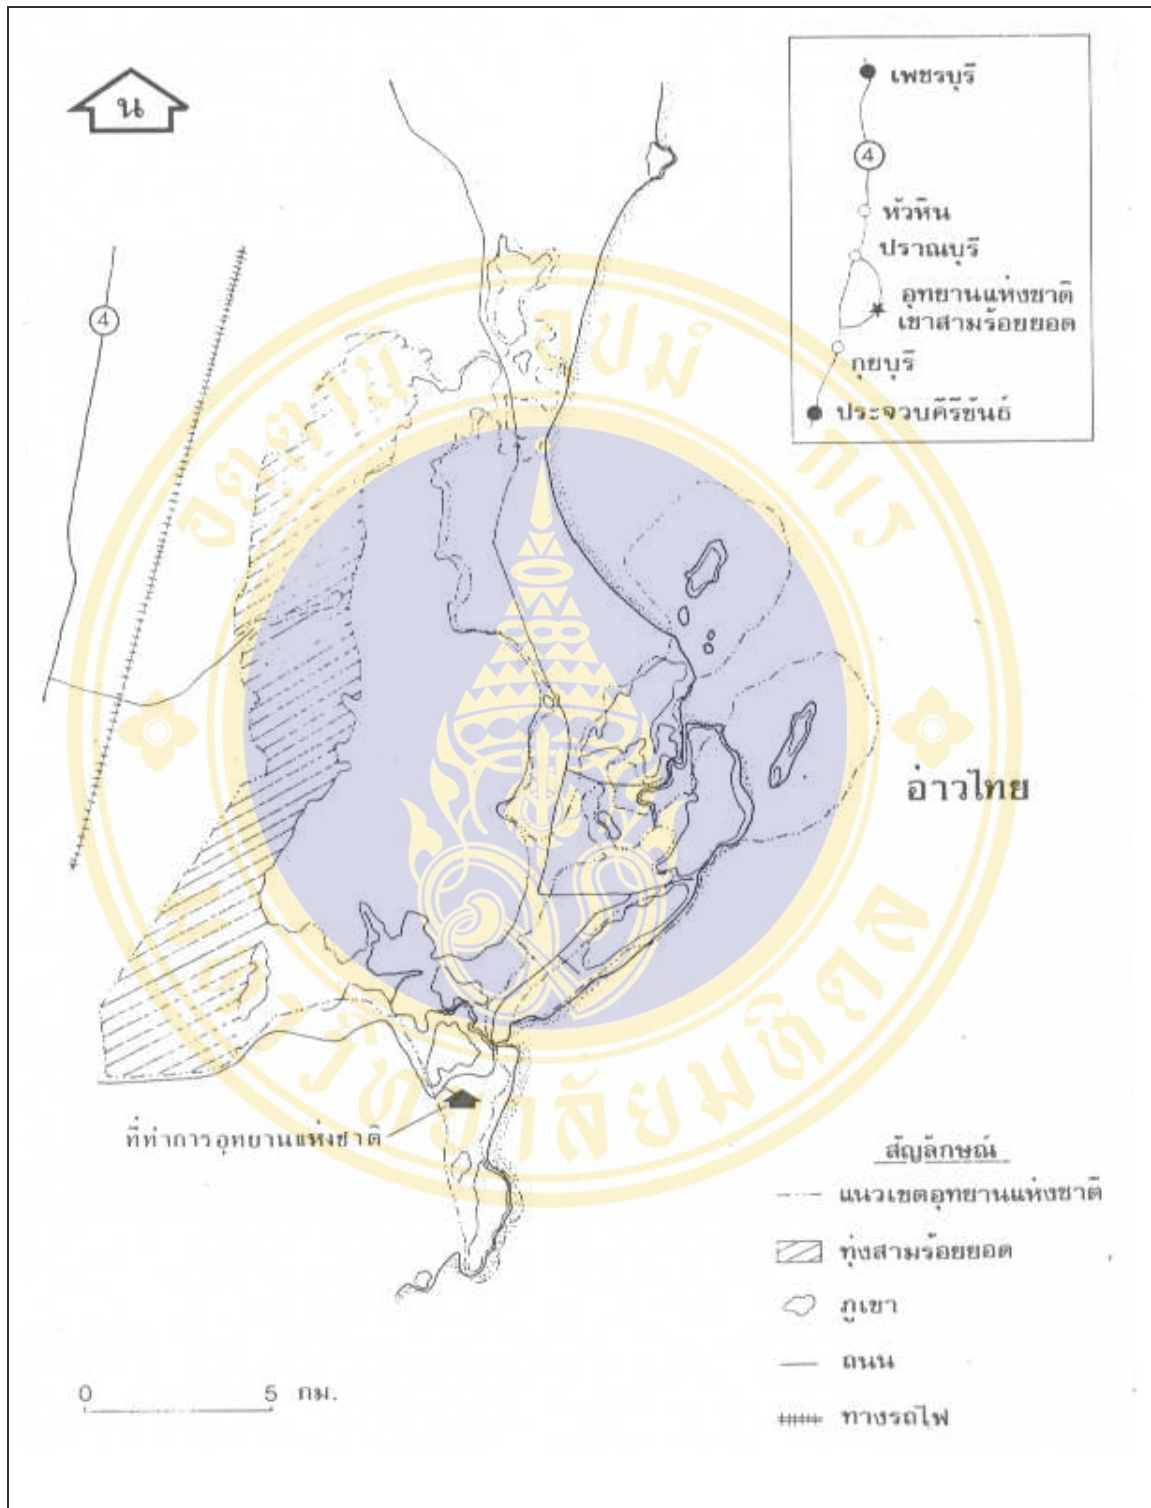 น
เพชรบุรี
4
หัวหิน
ปราณบุรี
อุทยานแห่งชาติ
เขาสามร้อยยอด
กุยบุรี
ประจวบคีรีขันธ์
4
อ่าวไทย
ที่ทำการอุทยานแห่งชาติ
สัญลักษณ์
แนวเขตอุทยานแห่งชาติ
ทุ่งสามร้อยยอด
ภูเขา
ถนน
ทางรถไฟ
0 5 กม.